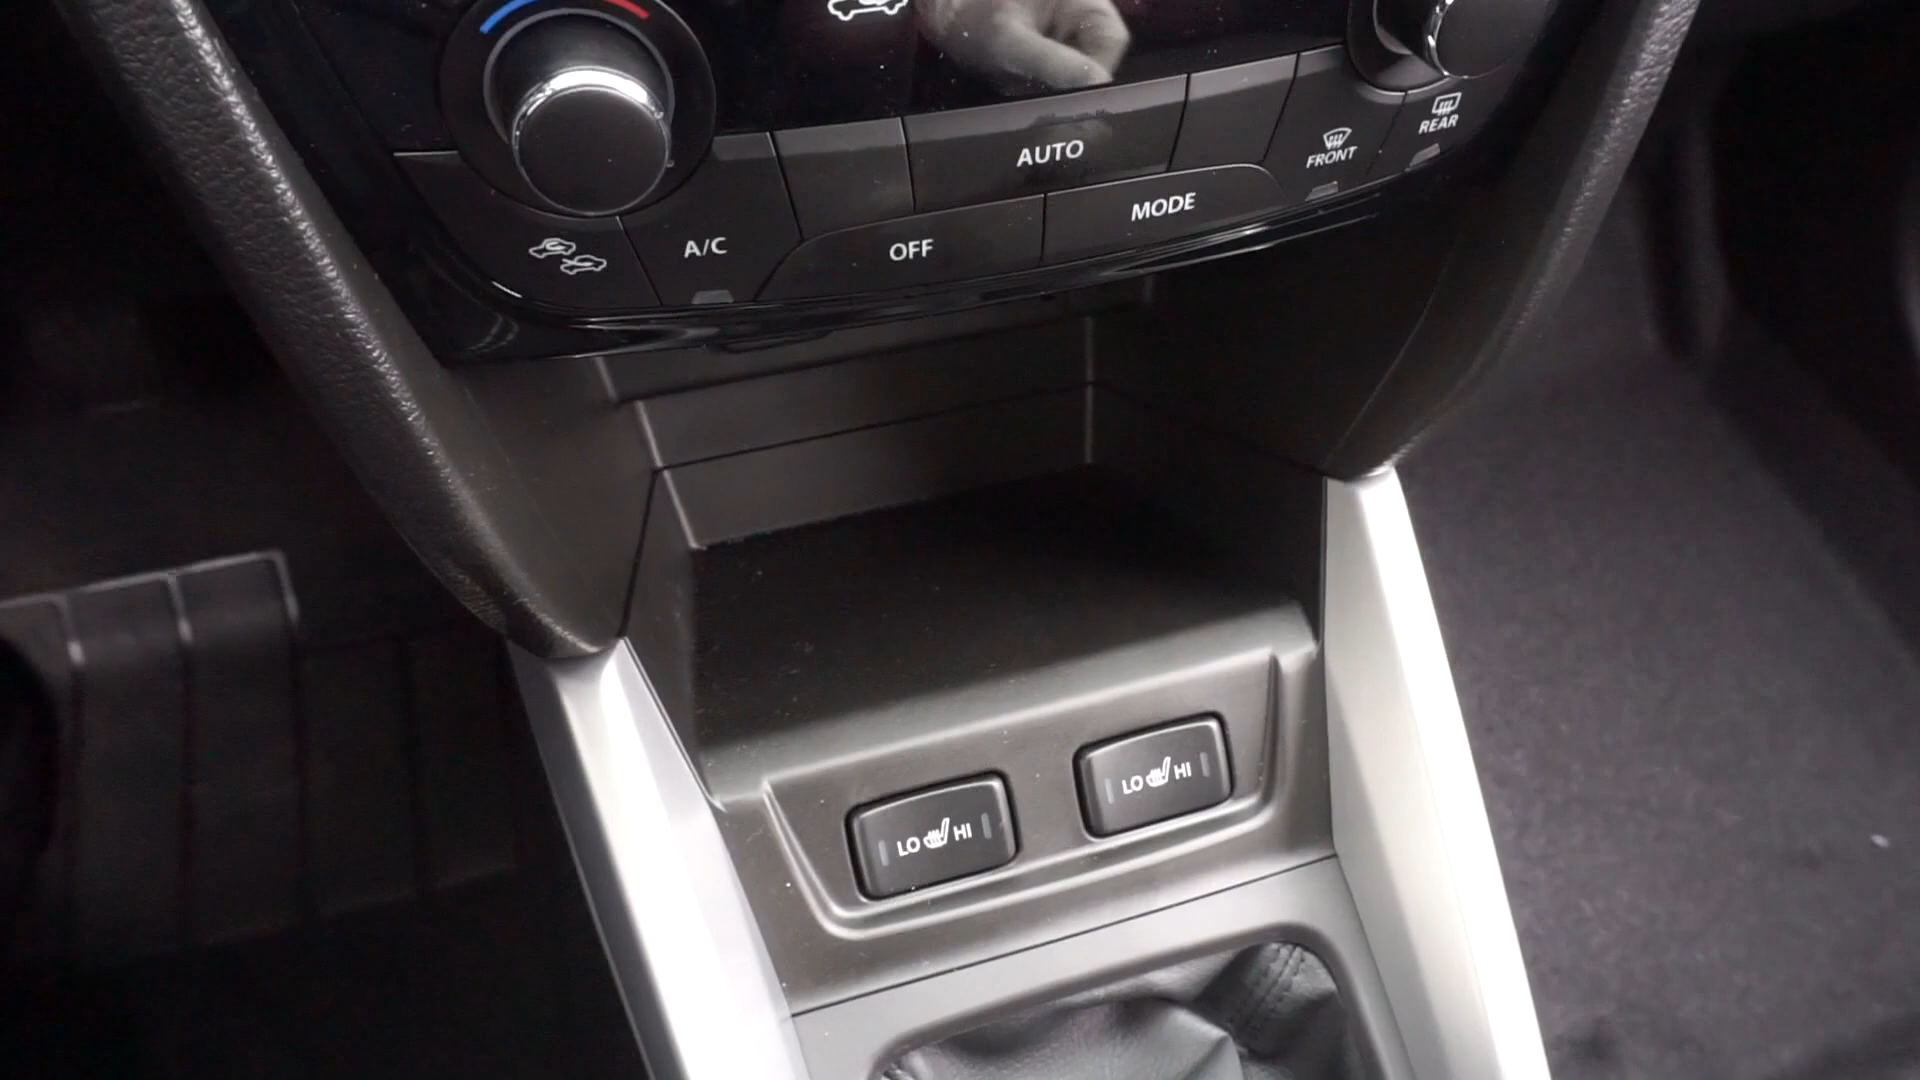 AUTO
REAR
FRONT
MODE
A/C
OFF
LO HI
LO HI